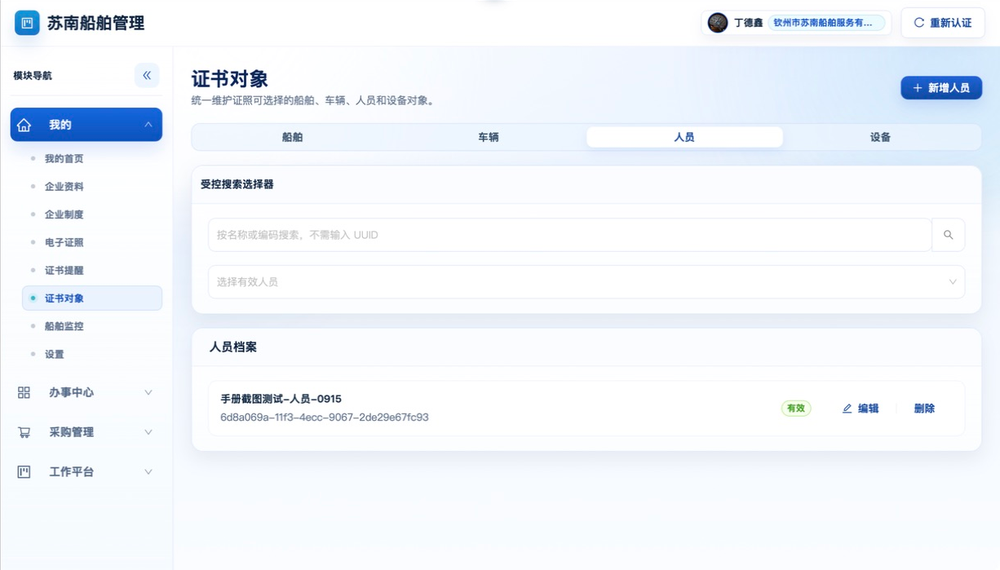 苏南船舶管理
丁德鑫
钦州市苏南船舶服务有...
重新认证
模块导航
我的
我的首页
企业资料
企业制度
电子证照
证书提醒
证书对象
船舶监控
设置
办事中心
采购管理
工作平台
证书对象
统一维护证照可选择的船舶、车辆、人员和设备对象。
新增人员
船舶
车辆
人员
设备
受控搜索选择器
按名称或编码搜索，不需输入 UUID
选择有效人员
人员档案
手册截图测试-人员-0915
6d8a069a-11f3-4ecc-9067-2de29e67fc93
有效
编辑
删除